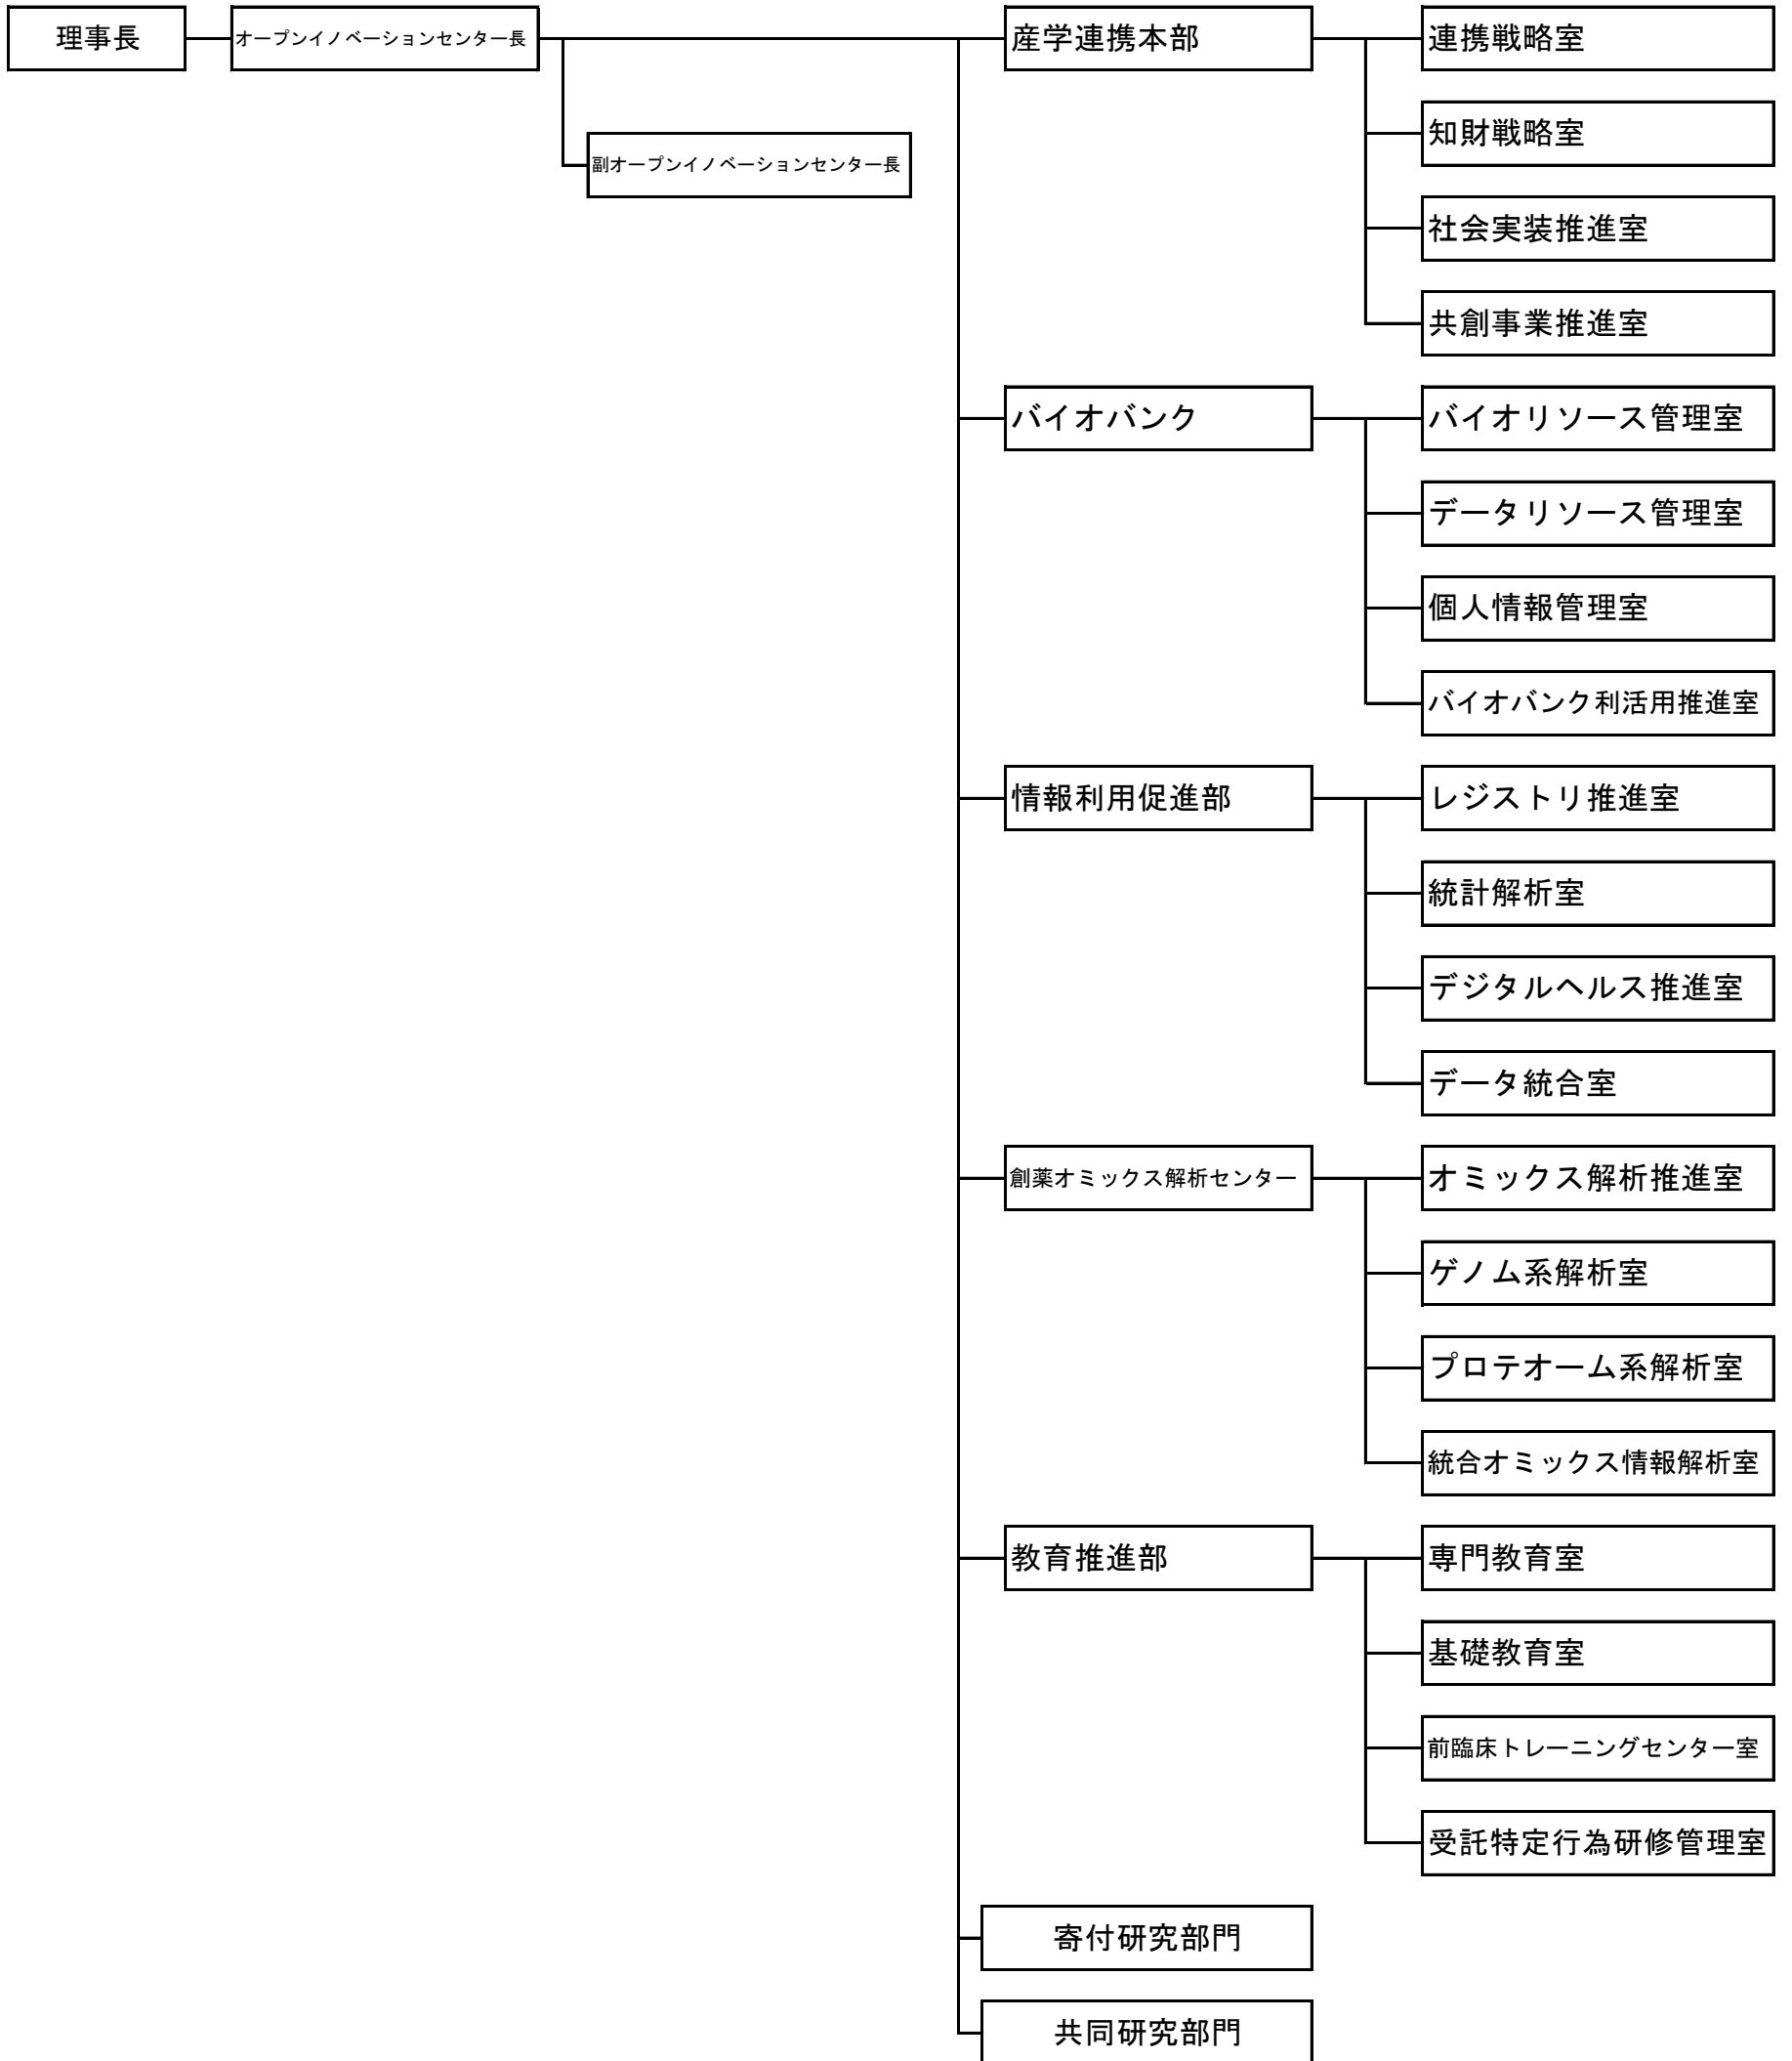 理事長
オープンイノベーションセンター長
副オープンイノベーションセンター長
産学連携本部
連携戦略室
知財戦略室
社会実装推進室
共創事業推進室
バイオバンク
バイオリソース管理室
データリソース管理室
個人情報管理室
バイオバンク利活用推進室
情報利用促進部
レジストリ推進室
統計解析室
デジタルヘルス推進室
データ統合室
創薬オミックス解析センター
オミックス解析推進室
ゲノム系解析室
プロテオーム系解析室
統合オミックス情報解析室
教育推進部
専門教育室
基礎教育室
前臨床トレーニングセンター室
受託特定行為研修管理室
寄付研究部門
共同研究部門